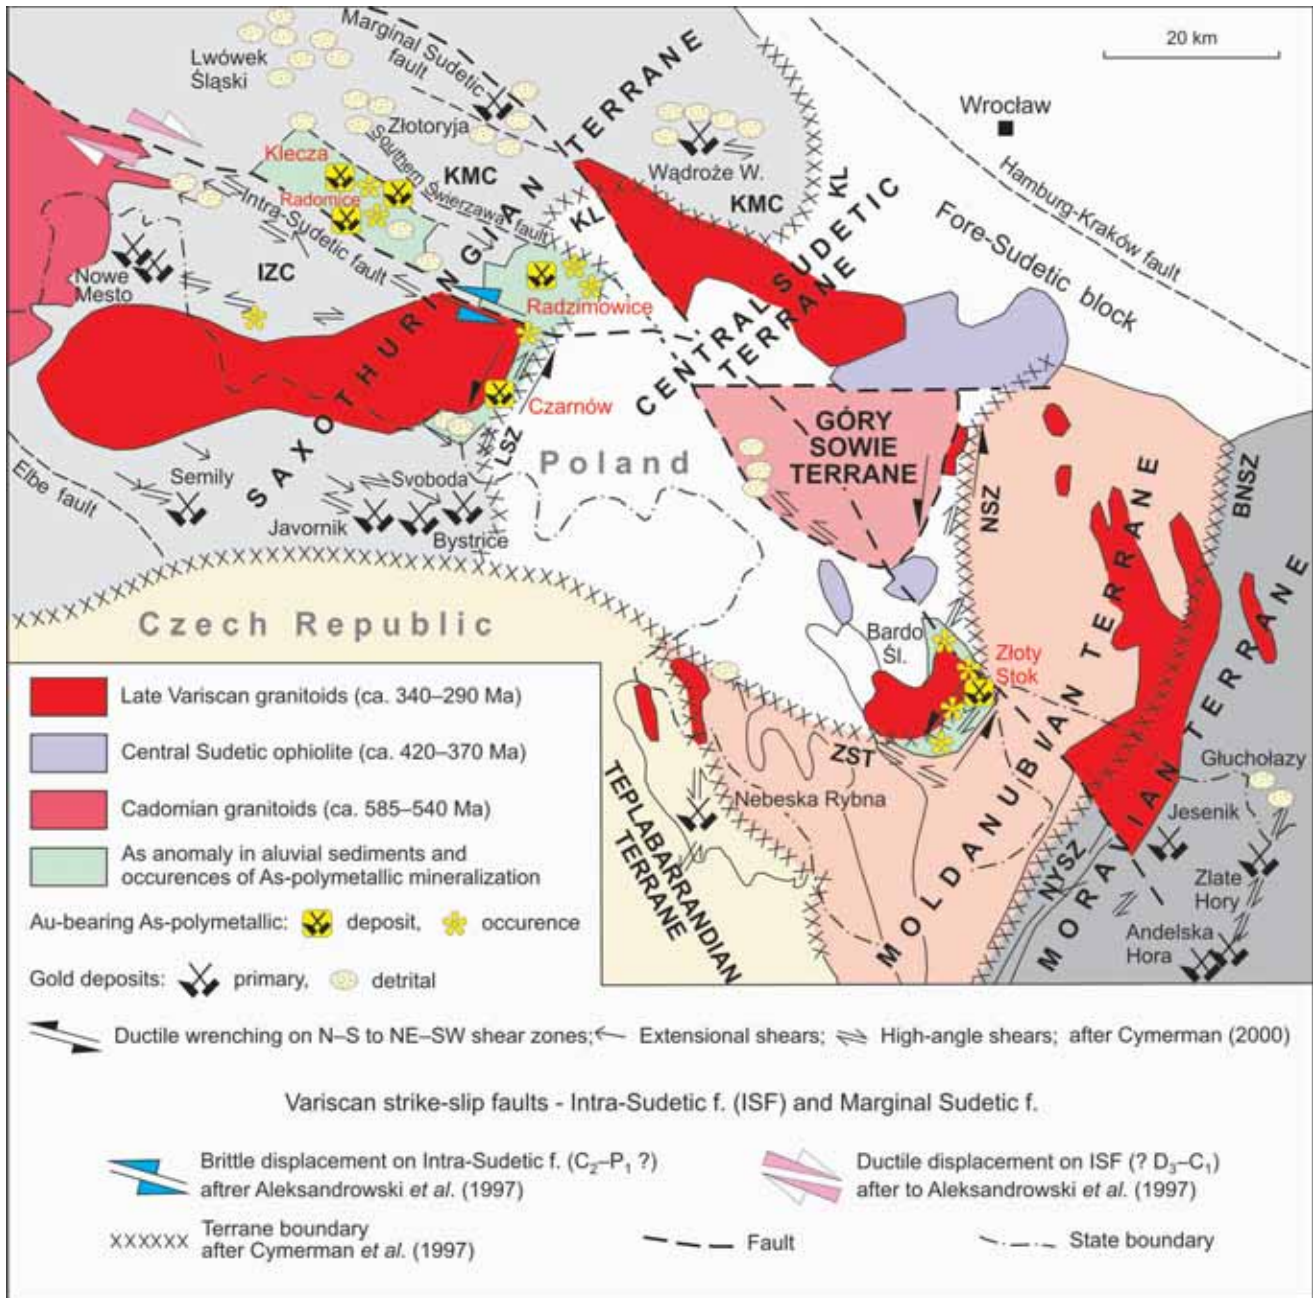 20 km
Marginal Sudetic
fault
Lwówek
Śląski
Złotoryja
Wrocław
Wądroże W.
Klecza
Radomice
KMC
Southern Świerzawa fault
KL
KMC
KL
Hamburg-Kraków fault
Fore-Sudetic block
Intra-Sudetic fault
Nowe
Mesto
IZC
Radzimowice
SAXOTHURINGIAN TERRANE
CENTRAL SUDETIC
TERRANE
Czarnów
GÓRY
SOWIE
TERRANE
LSZ
Poland
Elbe fault
Semily
Svoboda
Javornik
Bystrice
NSZ
BNSZ
Czech Republic
Bardo
Śl.
Złoty
Stok
ZST
MOLDANUBIAN TERRANE
MORAVIAN TERRANE
Głuchołazy
Nebeska Rybna
TEPLABARRANDIAN
TERRANE
Jesenik
NYSZ
Zlate
Hory
Andelska
Hora
Late Variscan granitoids (ca. 340–290 Ma)
Central Sudetic ophiolite (ca. 420–370 Ma)
Cadomian granitoids (ca. 585–540 Ma)
As anomaly in aluvial sediments and
occurences of As-polymetallic mineralization
Au-bearing As-polymetallic: deposit, occurence
Gold deposits: primary, detrital
Ductile wrenching on N–S to NE–SW shear zones; Extensional shears; High-angle shears; after Cymerman (2000)
Variscan strike-slip faults - Intra-Sudetic f. (ISF) and Marginal Sudetic f.
Brittle displacement on Intra-Sudetic f. (C2–P1 ?)
aftrer Aleksandrowski et al. (1997)
Ductile displacement on ISF (? D3–C1)
after to Aleksandrowski et al. (1997)
Terrane boundary
after Cymerman et al. (1997)
Fault
State boundary